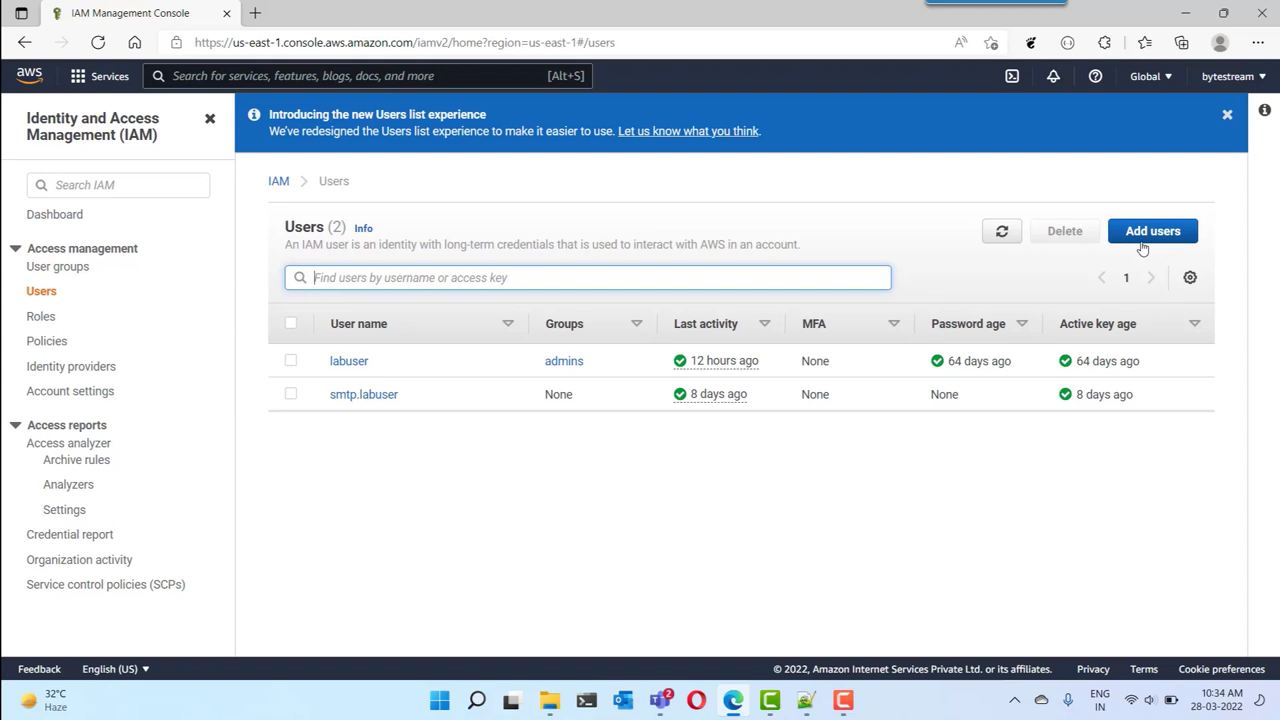 IAM Management Console
https://us-east-1.console.aws.amazon.com/iamv2/home?region=us-east-1#/users
aws
Services
Search for services, features, blogs, docs, and more
[Alt+S]
Global
bytestream
Identity and Access
Management (IAM)
Search IAM
Dashboard
Access management
User groups
Users
Roles
Policies
Identity providers
Account settings
Access reports
Access analyzer
Archive rules
Analyzers
Settings
Credential report
Organization activity
Service control policies (SCPs)
Introducing the new Users list experience
We've redesigned the Users list experience to make it easier to use. Let us know what you think.
IAM
Users
Users (2) Info
An IAM user is an identity with long-term credentials that is used to interact with AWS in an account.
Delete
Add users
Find users by username or access key
1
User name Groups Last activity MFA Password age Active key age
labuser admins 12 hours ago None 64 days ago 64 days ago
smtp.labuser None 8 days ago None None 8 days ago
Feedback English (US) © 2022, Amazon Internet Services Private Ltd. or its affiliates. Privacy Terms Cookie preferences
32°C
Haze
2
ENG
IN
10:34 AM
28-03-2022